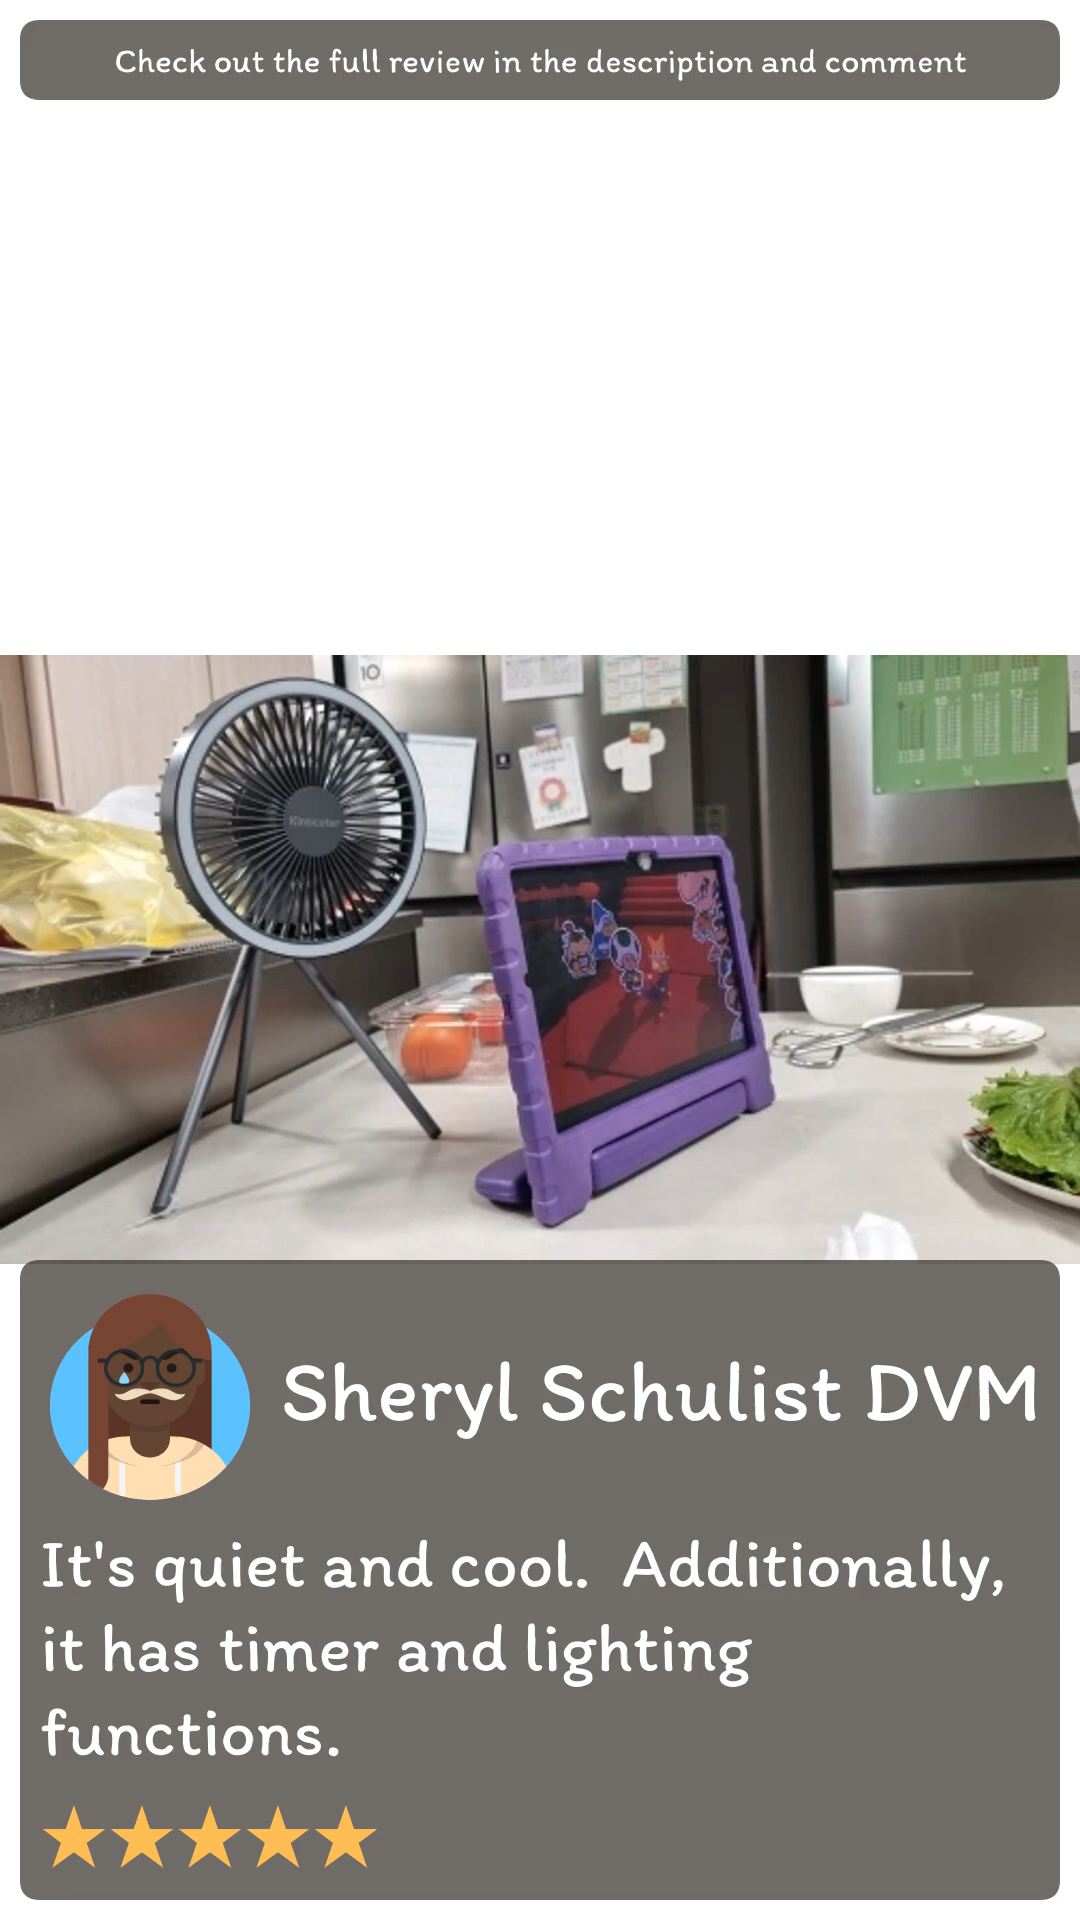 Check out the full review in the description and comment
10
Sheryl Schulist DVM
It's quiet and cool.  Additionally,
it has timer and lighting
functions.